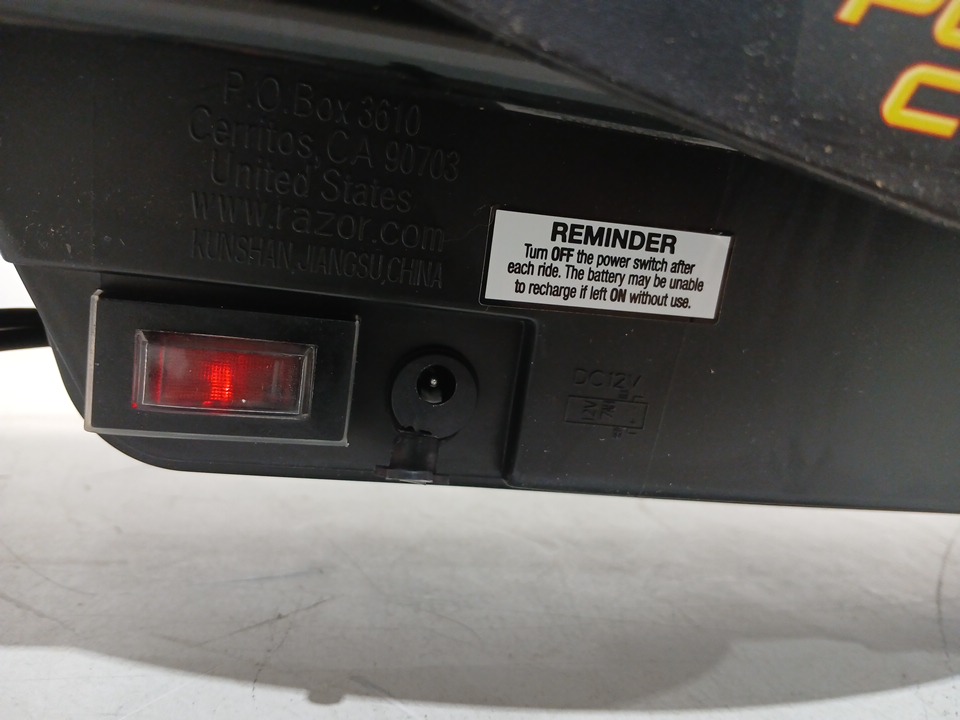 P.O.Box 3610
Cerritos, CA 90703
United States
www.razor.com
KUNSHAN,JIANGSU,CHINA
REMINDER
Turn OFF the power switch after
each ride. The battery may be unable
to recharge if left ON without use.
DC12V
12V